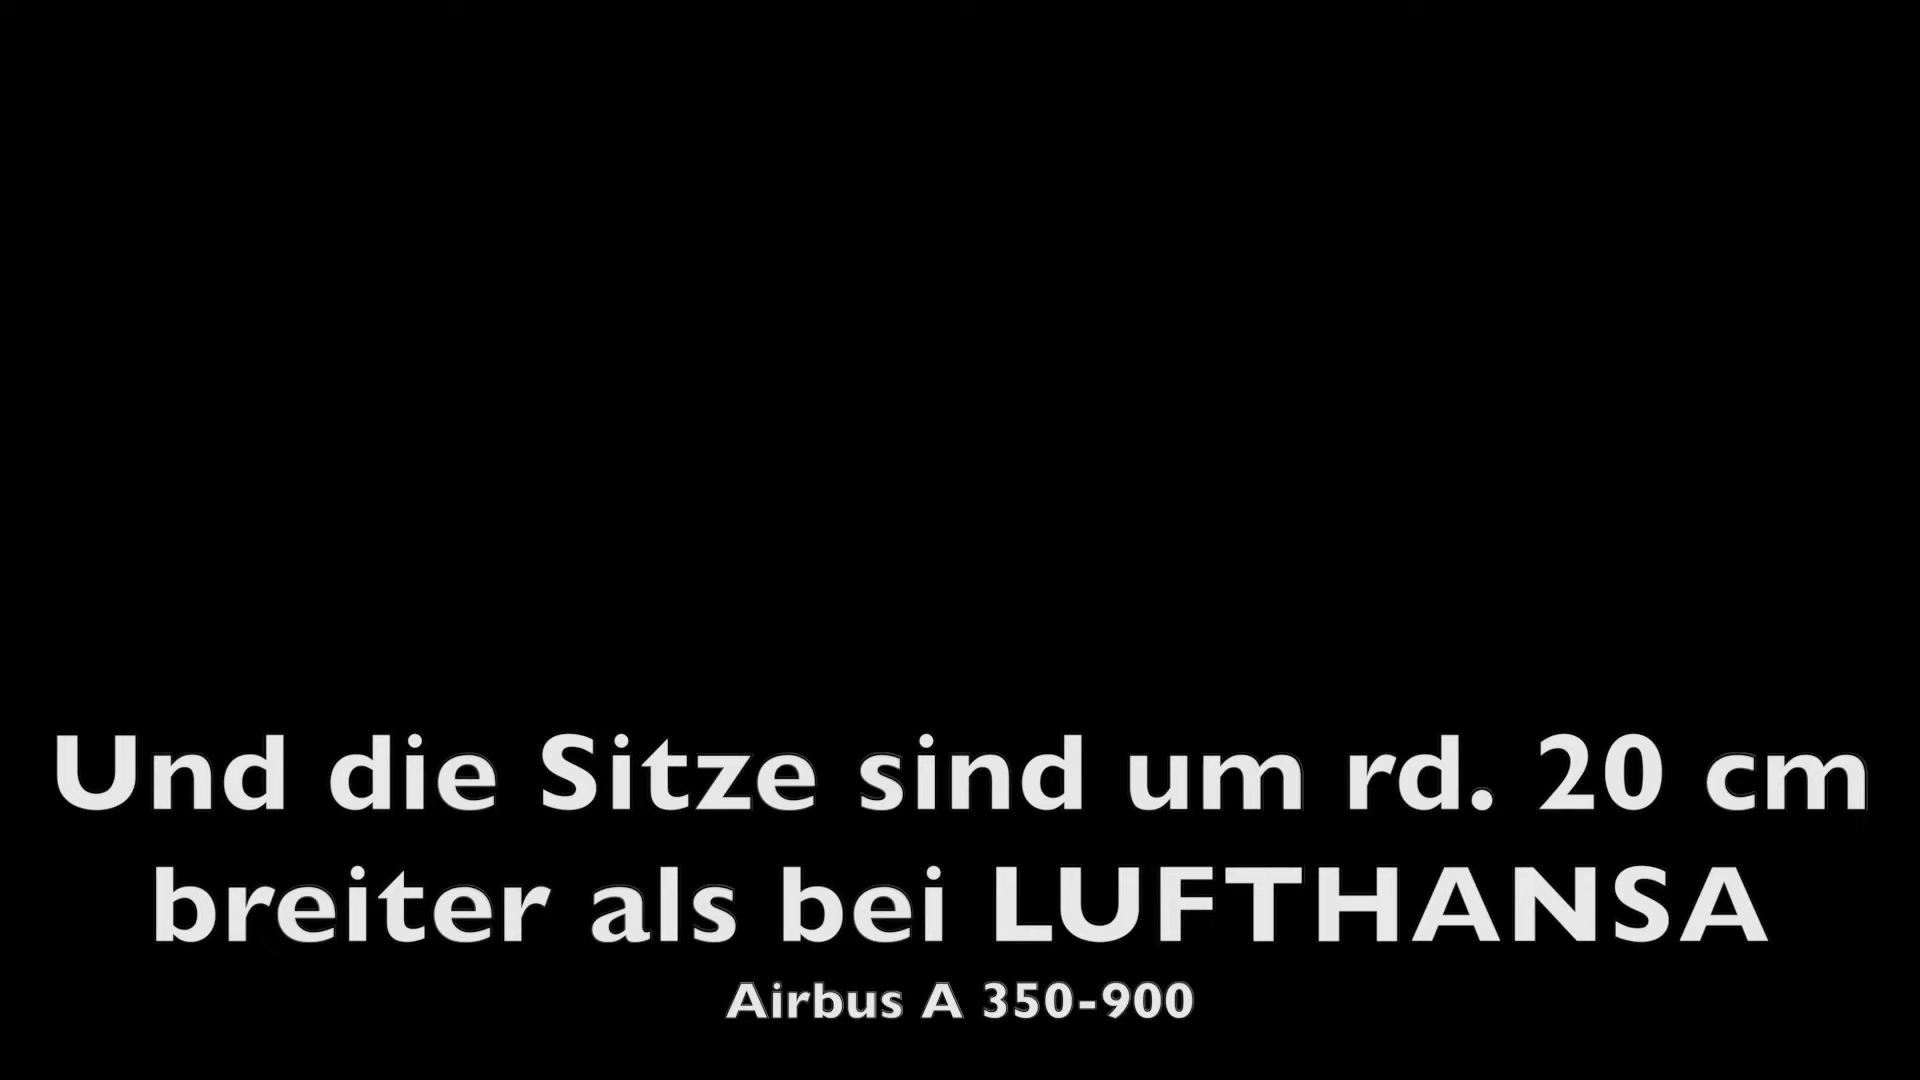 Und die Sitze sind um rd. 20 cm
breiter als bei LUFTHANSA
Airbus A 350-900